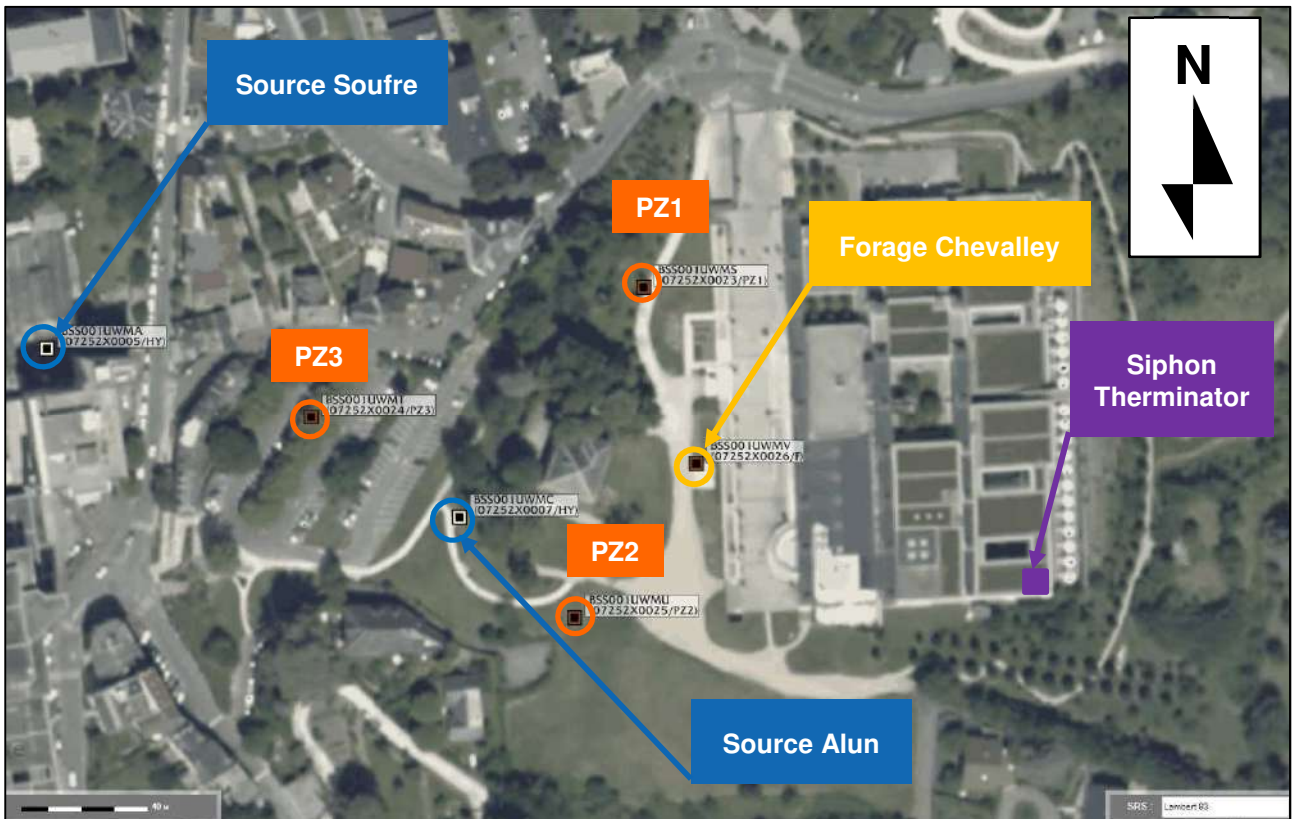 N
Source Soufre
PZ1
Forage Chevalley
BSS001UWMS
(07252X0023/PZ1)
BSS001UWMA
(07252X0005/HY)
PZ3
Siphon
Therminator
BSS001UWMT
(07252X0024/PZ3)
BSS001UWMV
(07252X0026/F)
BSS001UWMC
(07252X0007/HY)
PZ2
BSS001UWMU
(07252X0025/PZ2)
Source Alun
40 M
SRS : Lambert 93